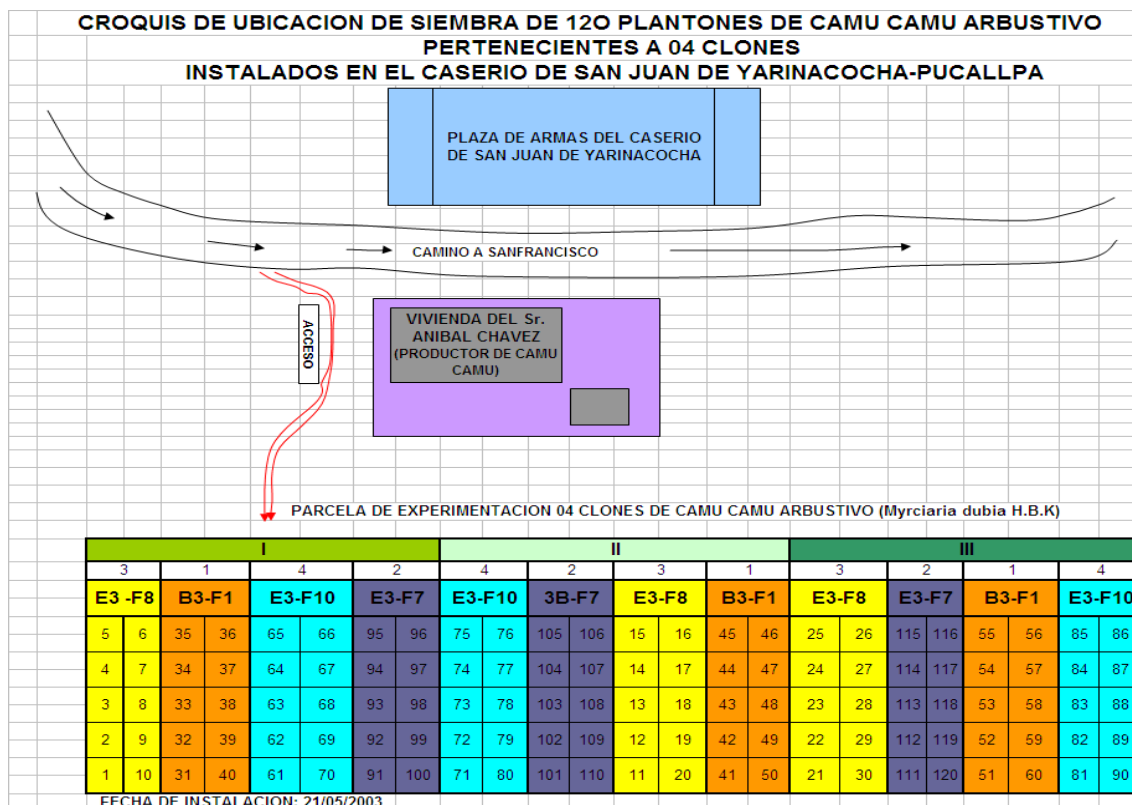 CROQUIS DE UBICACION DE SIEMBRA DE 12O PLANTONES DE CAMU CAMU ARBUSTIVO
PERTENECIENTES A 04 CLONES
INSTALADOS EN EL CASERIO DE SAN JUAN DE YARINACOCHA-PUCALLPA
PLAZA DE ARMAS DEL CASERIO
DE SAN JUAN DE YARINACOCHA
CAMINO A SANFRANCISCO
ACCESO
VIVIENDA DEL Sr.
ANIBAL CHAVEZ
(PRODUCTOR DE CAMU
CAMU)
PARCELA DE EXPERIMENTACION 04 CLONES DE CAMU CAMU ARBUSTIVO (Myrciaria dubia H.B.K)
I II III
3 1 4 2 4 2 3 1 3 2 1 4
E3 -F8 B3-F1 E3-F10 E3-F7 E3-F10 3B-F7 E3-F8 B3-F1 E3-F8 E3-F7 B3-F1 E3-F10
5 6 35 36 65 66 95 96 75 76 105 106 15 16 45 46 25 26 115 116 55 56 85 86
4 7 34 37 64 67 94 97 74 77 104 107 14 17 44 47 24 27 114 117 54 57 84 87
3 8 33 38 63 68 93 98 73 78 103 108 13 18 43 48 23 28 113 118 53 58 83 88
2 9 32 39 62 69 92 99 72 79 102 109 12 19 42 49 22 29 112 119 52 59 82 89
1 10 31 40 61 70 91 100 71 80 101 110 11 20 41 50 21 30 111 120 51 60 81 90
FECHA DE INSTALACION: 21/05/2003